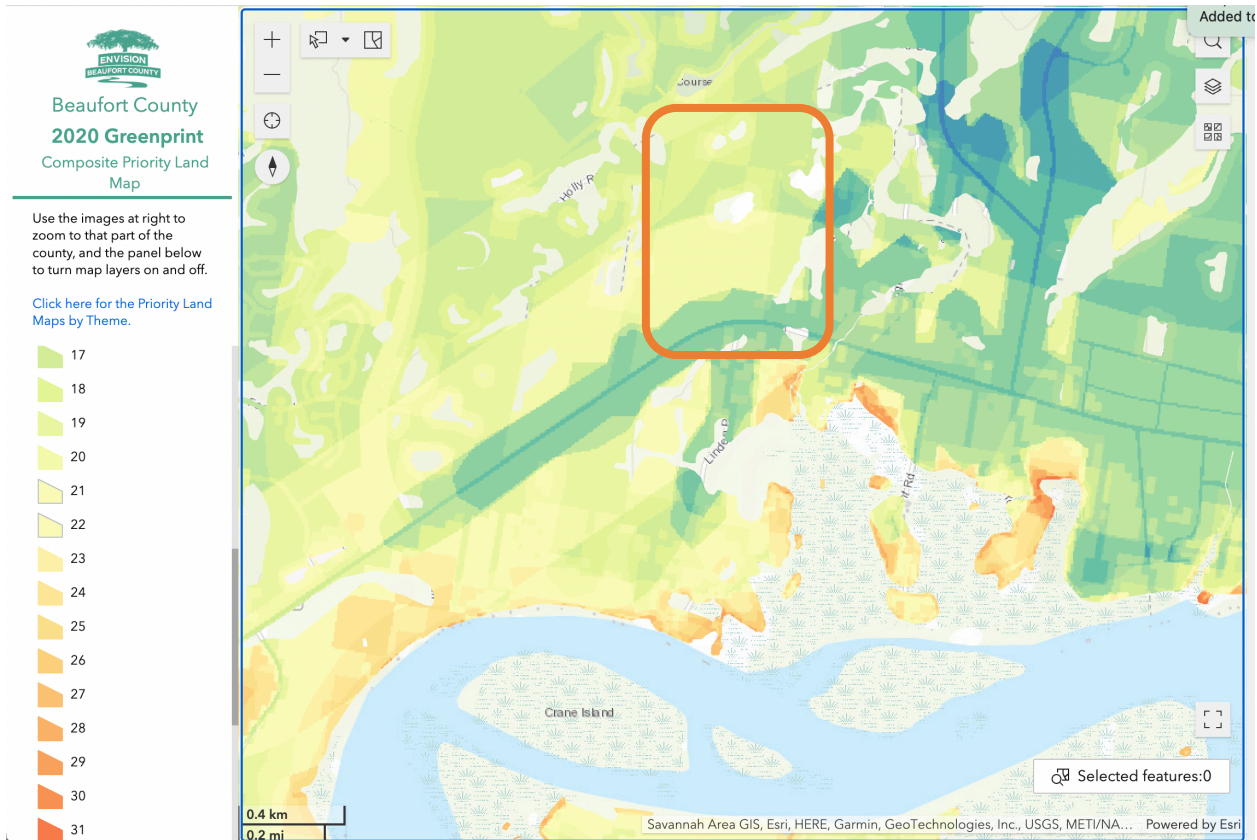 ENVISION
BEAUFORT COUNTY
Beaufort County
2020 Greenprint
Composite Priority Land
Map
Use the images at right to
zoom to that part of the
county, and the panel below
to turn map layers on and off.
Click here for the Priority Land
Maps by Theme.
17
18
19
20
21
22
23
24
25
26
27
28
29
30
31
Added to
Course
Holly R
Linden P
nt Rd
Crane Island
Selected features:0
0.4 km
0.2 mi
Savannah Area GIS, Esri, HERE, Garmin, GeoTechnologies, Inc., USGS, METI/NA... Powered by Esri